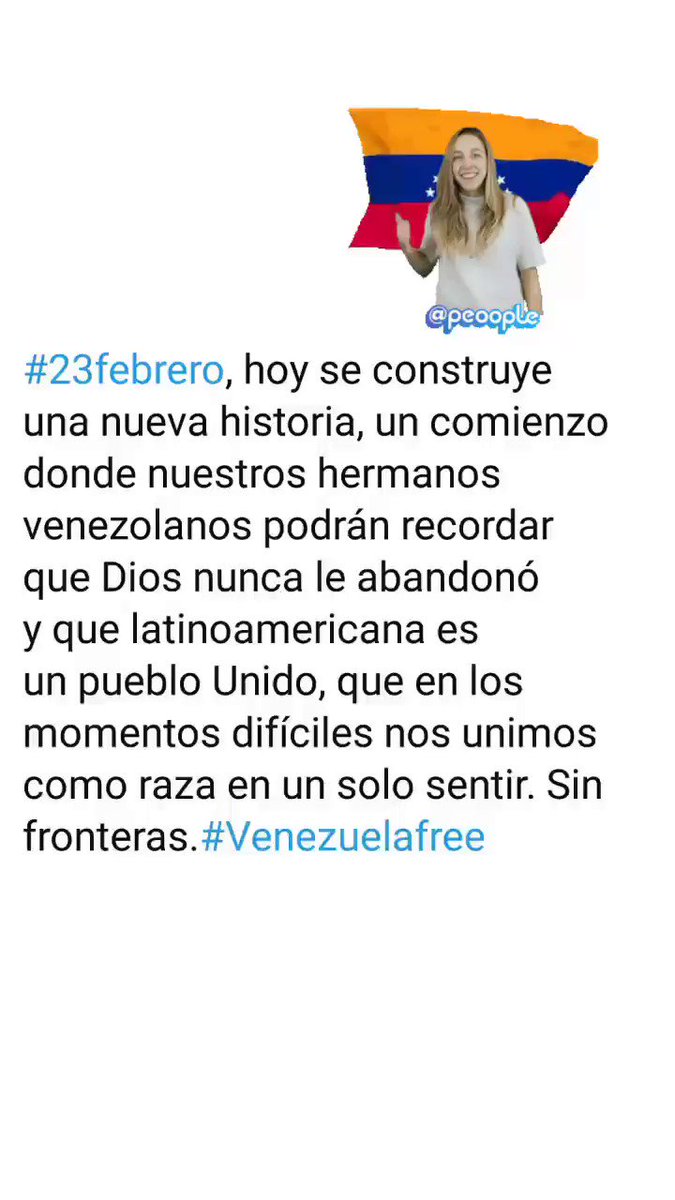 @peoople
#23febrero, hoy se construye
una nueva historia, un comienzo
donde nuestros hermanos
venezolanos podrán recordar
que Dios nunca le abandonó
y que latinoamericana es
un pueblo Unido, que en los
momentos difíciles nos unimos
como raza en un solo sentir. Sin
fronteras.#Venezuelafree